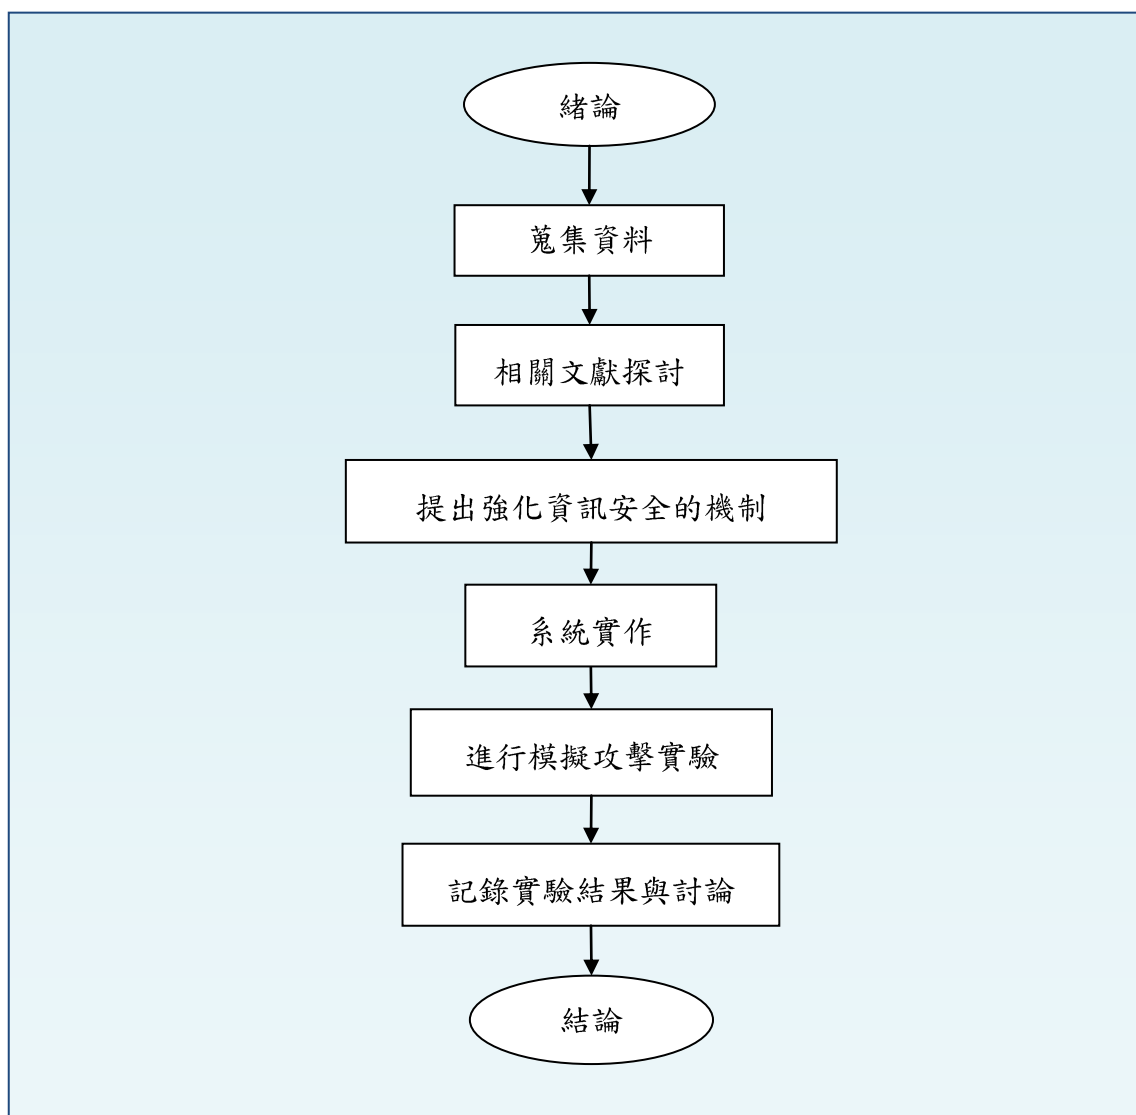 緒論
蒐集資料
相關文獻探討
提出強化資訊安全的機制
系統實作
進行模擬攻擊實驗
記錄實驗結果與討論
結論